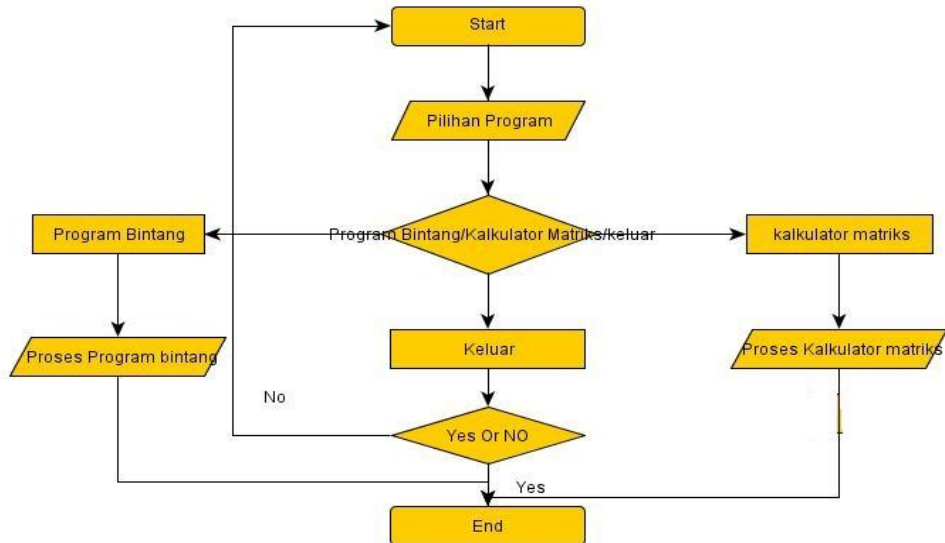 Start
Pilihan Program
Program Bintang
Program Bintang/Kalkulator Matriks/keluar
kalkulator matriks
Proses Program bintang
Keluar
Proses Kalkulator matriks
No
Yes Or NO
Yes
End